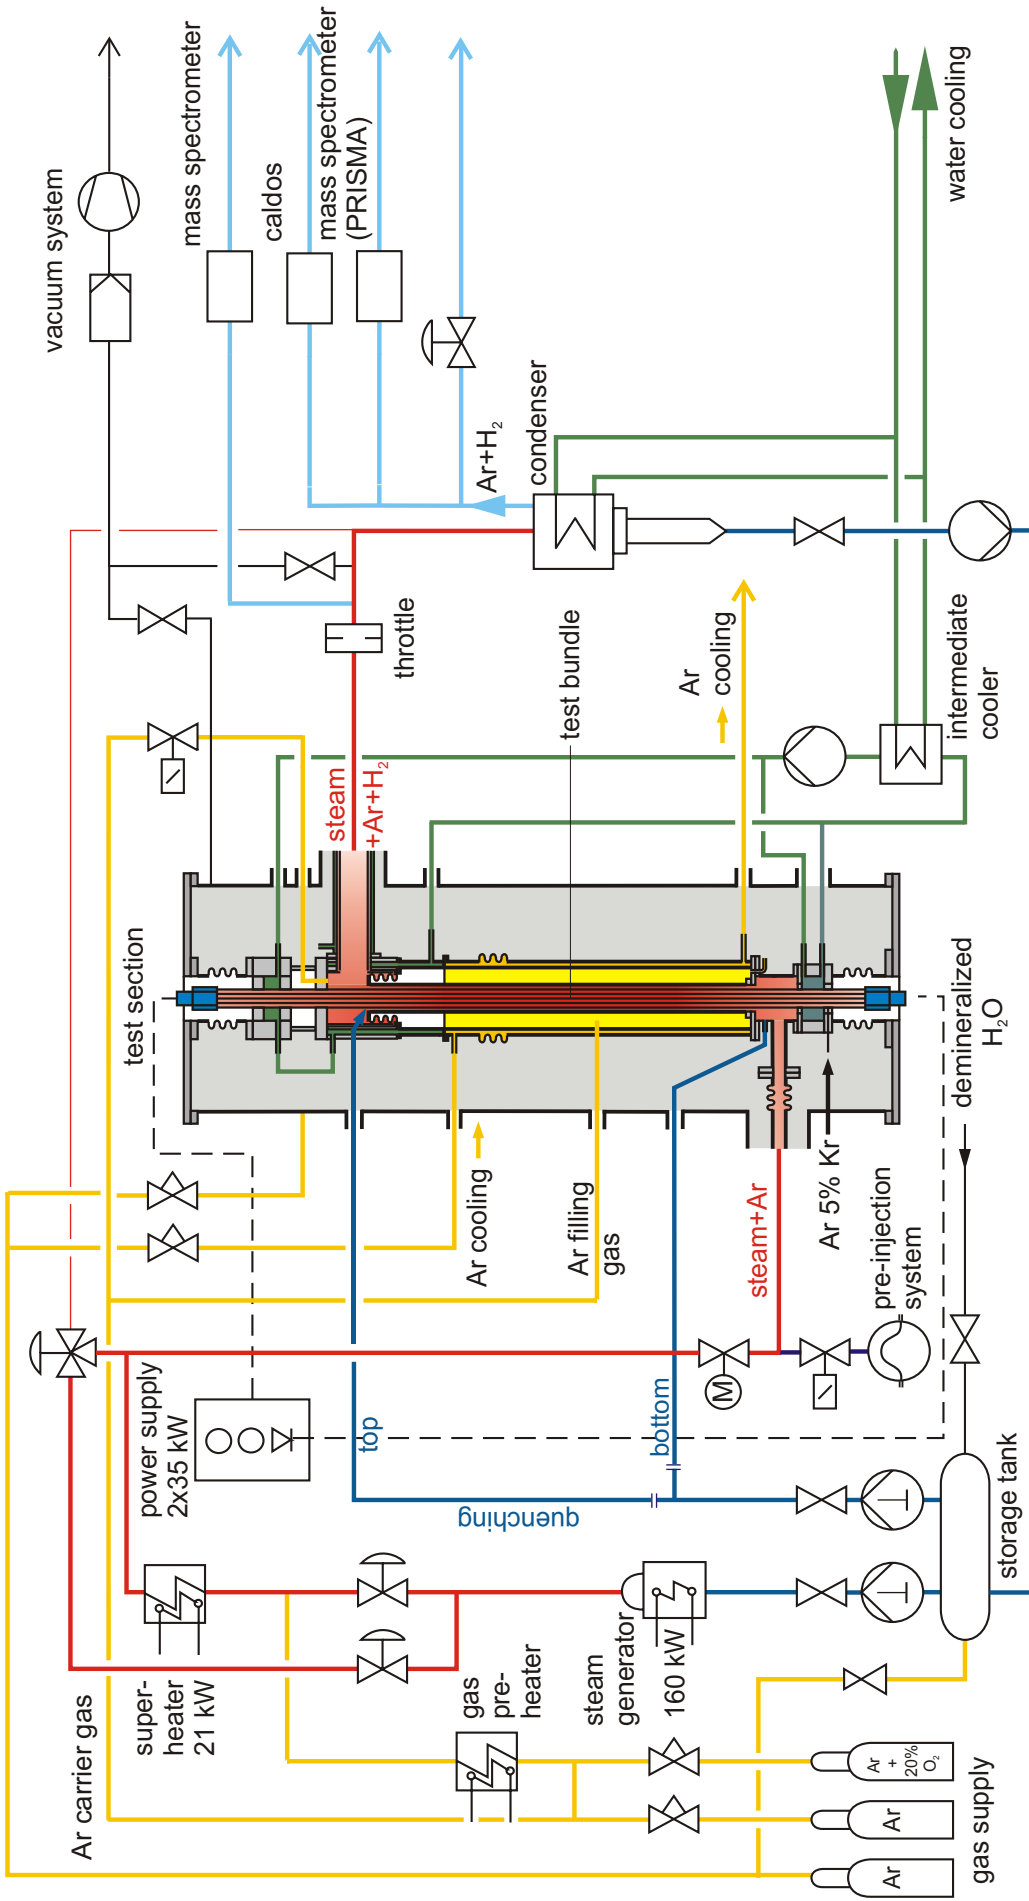 vacuum system
mass spectrometer
caldos
mass spectrometer
(PRISMA)
water cooling
Ar+H₂
condenser
throttle
intermediate
cooler
Ar
cooling
test bundle
steam
+Ar+H₂
test section
demineralized
H₂O
Ar cooling
Ar filling
gas
steam+Ar
Ar 5% Kr
pre-injection
system
power supply
2x35 kW
top
bottom
M
quenching
storage tank
super-
heater
21 kW
gas
pre-
heater
steam
generator
160 kW
Ar carrier gas
Ar
+
20%
O₂
Ar
Ar
gas supply